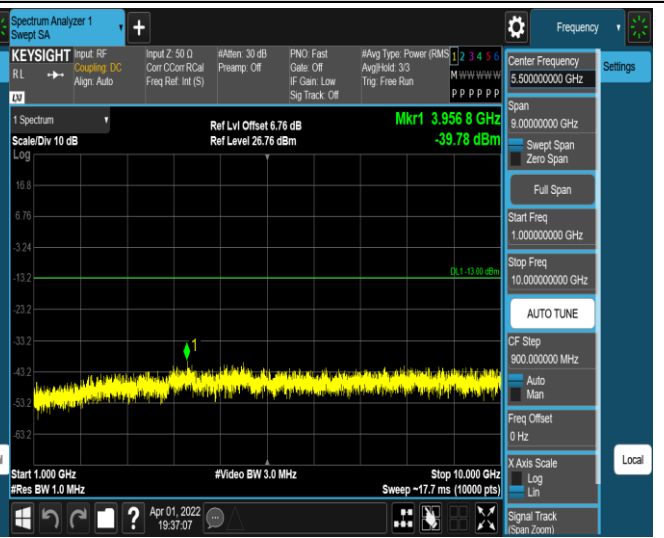 Spectrum Analyzer 1
Swept SA
Frequency
KEYSIGHT
RL
LXI
Input: RF
Coupling: DC
Align: Auto
Input Z: 50 Ω
Corr CCorr RCal
Freq Ref: Int (S)
#Atten: 30 dB
Preamp: Off
PNO: Fast
Gate: Off
IF Gain: Low
Sig Track: Off
#Avg Type: Power (RMS
Avg|Hold: 3/3
Trig: Free Run
1 2 3 4 5 6
M W W W W W
P P P P P P
1 Spectrum
Scale/Div 10 dB
Log
Ref Lvl Offset 6.76 dB
Ref Level 26.76 dBm
Mkr1 3.956 8 GHz
-39.78 dBm
16.8
6.76
-3.24
-13.2
-23.2
-33.2
-43.2
-53.2
-63.2
DL1 -13.00 dBm
1
Start 1.000 GHz
#Res BW 1.0 MHz
#Video BW 3.0 MHz
Stop 10.000 GHz
Sweep ~17.7 ms (10000 pts)
?
Apr 01, 2022
19:37:07
Center Frequency
5.500000000 GHz
Span
9.00000000 GHz
Swept Span
Zero Span
Full Span
Start Freq
1.000000000 GHz
Stop Freq
10.000000000 GHz
AUTO TUNE
CF Step
900.000000 MHz
Auto
Man
Freq Offset
0 Hz
X Axis Scale
Log
Lin
Signal Track
(Span Zoom)
Settings
Local